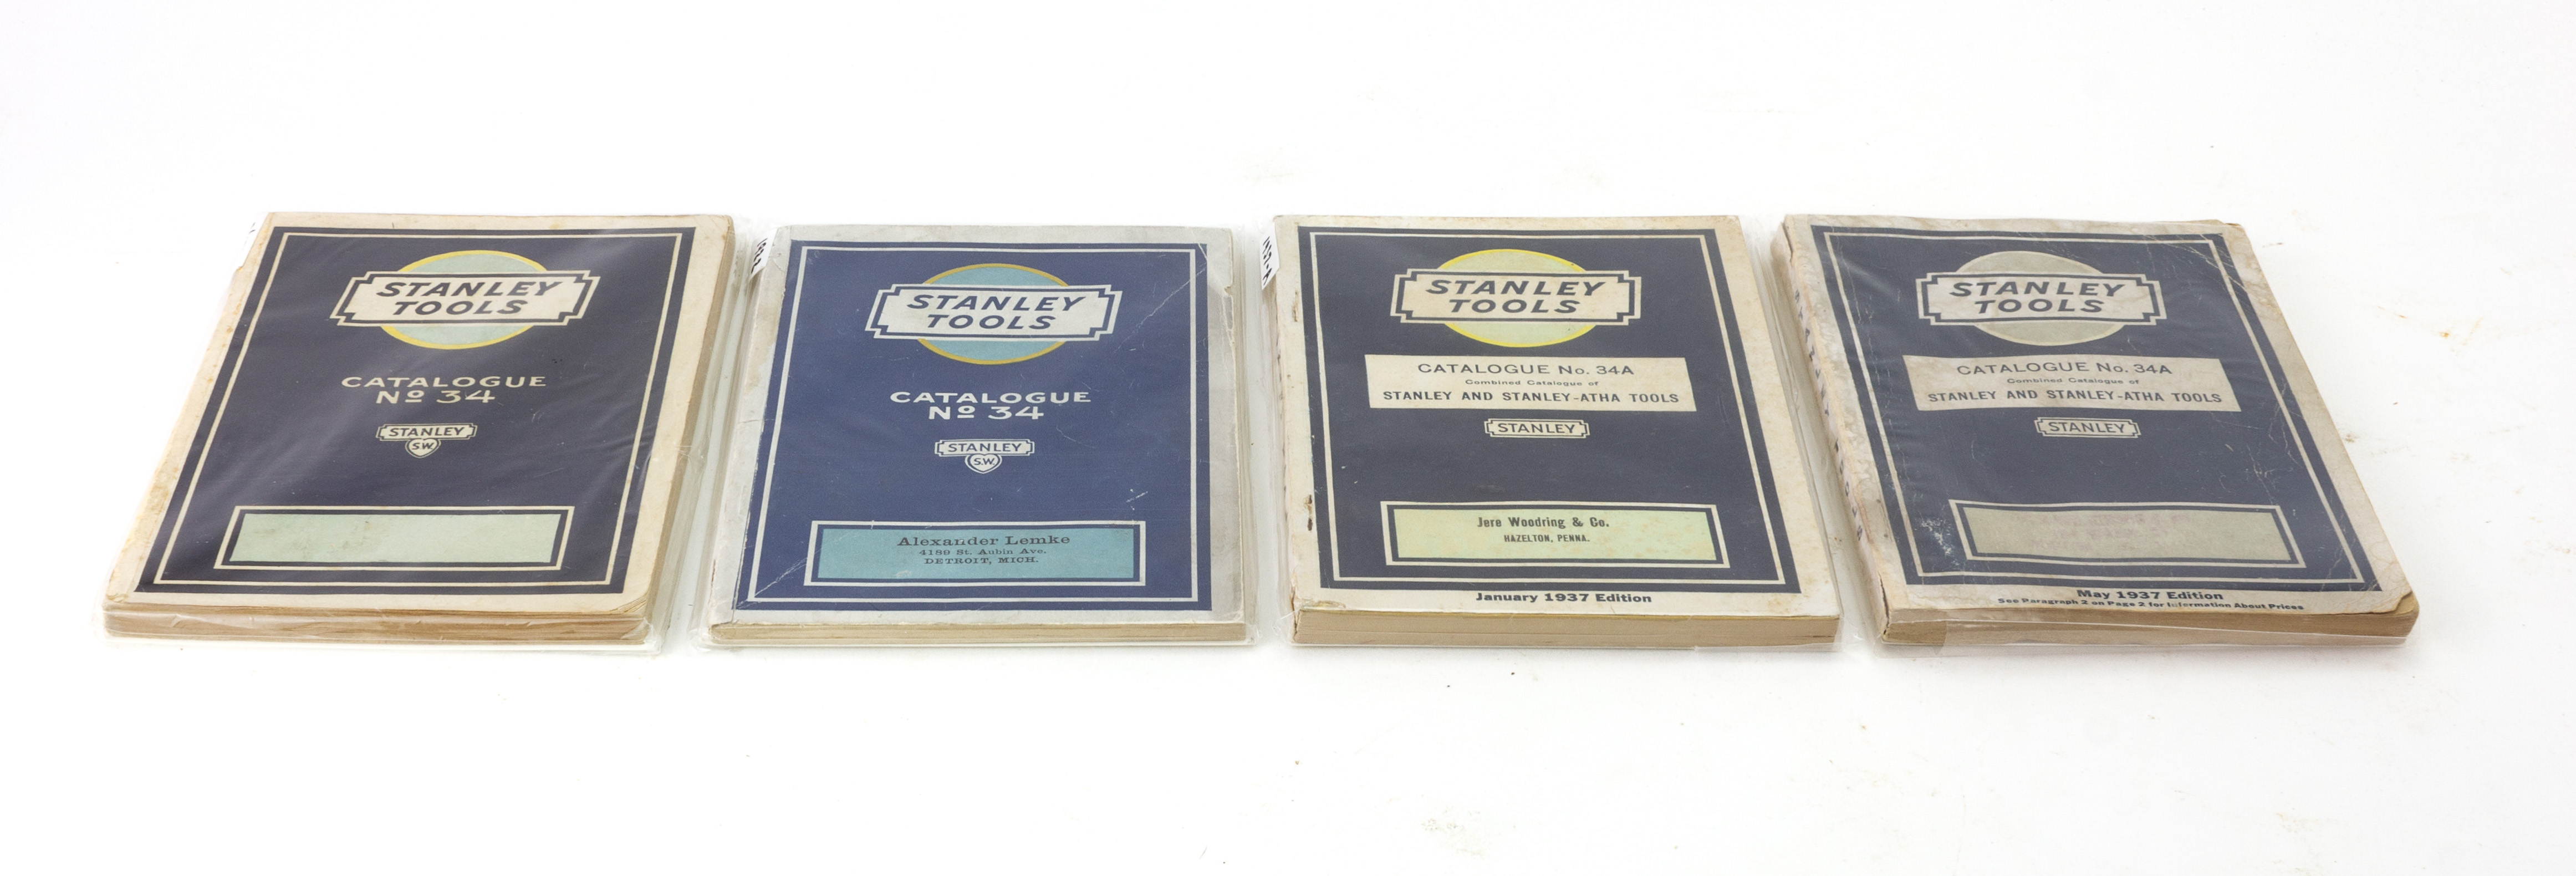 STANLEY
TOOLS
CATALOGUE
No 34
STANLEY
S.W.
STANLEY
TOOLS
CATALOGUE
No 34
STANLEY
S.W.
Alexander Lemke
4189 St. Aubin Ave.
DETROIT, MICH.
STANLEY
TOOLS
CATALOGUE No. 34A
Combined Catalogue of
STANLEY AND STANLEY-ATHA TOOLS
STANLEY
Jere Woodring & Co.
HAZELTON, PENNA.
January 1937 Edition
STANLEY
TOOLS
CATALOGUE No. 34A
Combined Catalogue of
STANLEY AND STANLEY-ATHA TOOLS
STANLEY
May 1937 Edition
See Paragraph 2 on Page 2 for Information About Prices